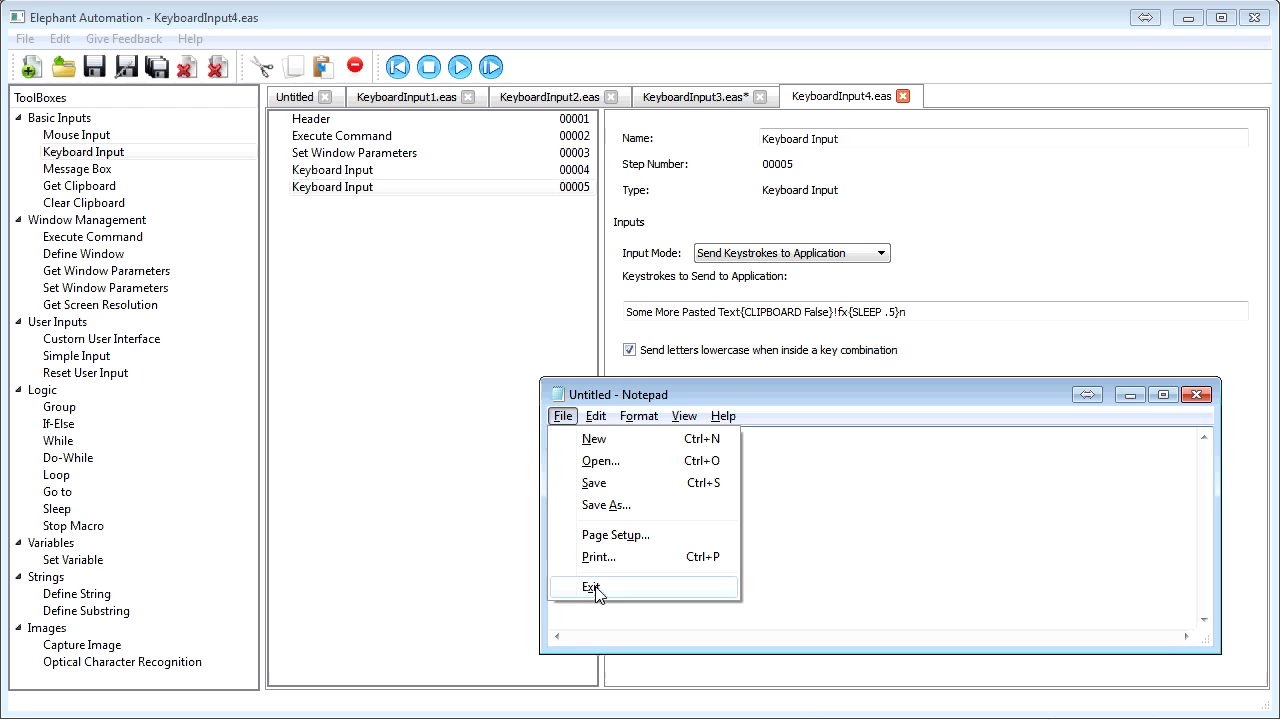 Elephant Automation - KeyboardInput4.eas
File Edit Give Feedback Help
ToolBoxes
Basic Inputs
Mouse Input
Keyboard Input
Message Box
Get Clipboard
Clear Clipboard
Window Management
Execute Command
Define Window
Get Window Parameters
Set Window Parameters
Get Screen Resolution
User Inputs
Custom User Interface
Simple Input
Reset User Input
Logic
Group
If-Else
While
Do-While
Loop
Go to
Sleep
Stop Macro
Variables
Set Variable
Strings
Define String
Define Substring
Images
Capture Image
Optical Character Recognition
Untitled KeyboardInput1.eas KeyboardInput2.eas KeyboardInput3.eas* KeyboardInput4.eas
Header 00001
Execute Command 00002
Set Window Parameters 00003
Keyboard Input 00004
Keyboard Input 00005
Name: Keyboard Input
Step Number: 00005
Type: Keyboard Input
Inputs
Input Mode: Send Keystrokes to Application
Keystrokes to Send to Application:
Some More Pasted Text{CLIPBOARD False}!fx{SLEEP .5}n
Send letters lowercase when inside a key combination
Untitled - Notepad
File Edit Format View Help
New Ctrl+N
Open... Ctrl+O
Save Ctrl+S
Save As...
Page Setup...
Print... Ctrl+P
Exit